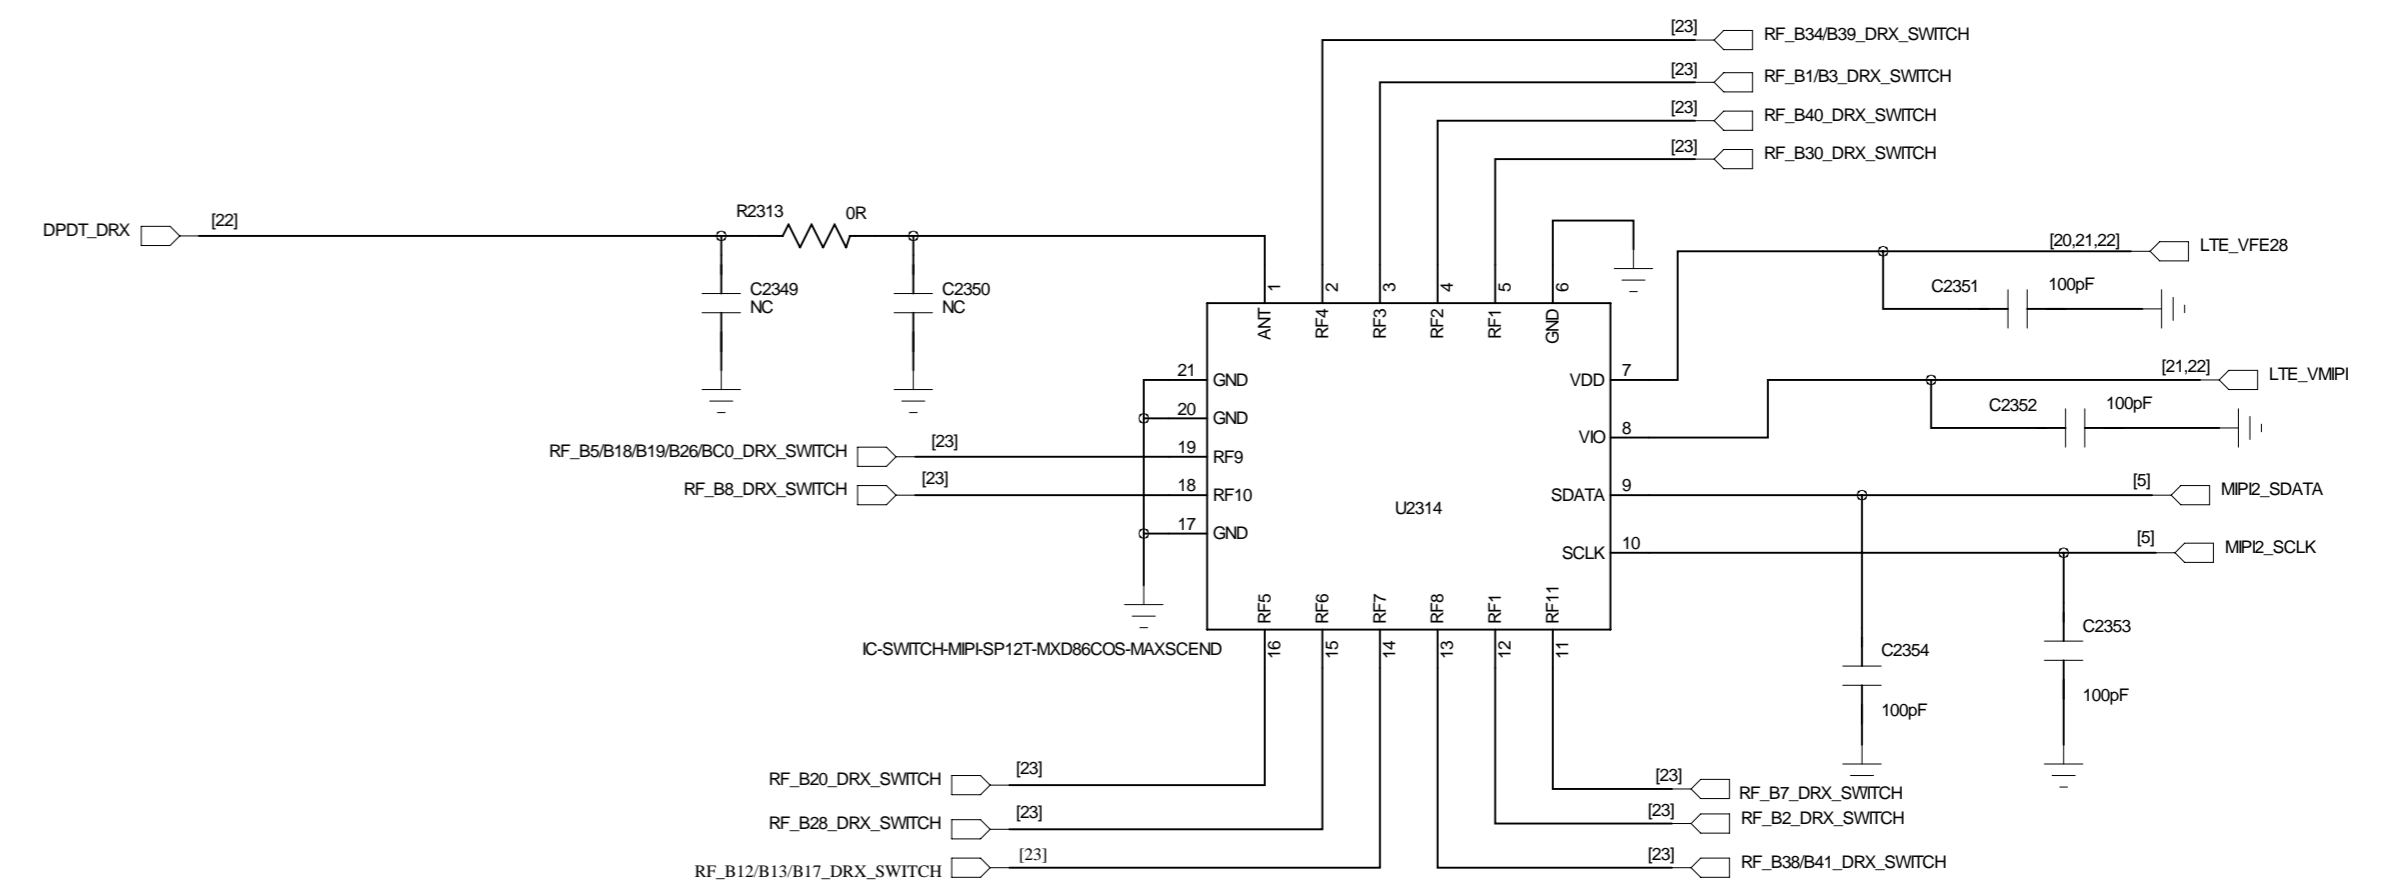 [23] RF_B34/B39_DRX_SWITCH
[23] RF_B1/B3_DRX_SWITCH
[23] RF_B40_DRX_SWITCH
[23] RF_B30_DRX_SWITCH
DPDT_DRX [22] R2313 0R
[20,21,22] LTE_VFE28
C2349
NC
C2350
NC
C2351 100pF
1 2 3 4 5 6
ANT RF4 RF3 RF2 RF1 GND
21 GND
VDD 7
[21,22] LTE_VMIPI
C2352 100pF
20 GND
VIO 8
RF_B5/B18/B19/B26/BC0_DRX_SWITCH [23] 19 RF9
RF_B8_DRX_SWITCH [23] 18 RF10
SDATA 9 [5] MIPI2_SDATA
U2314
17 GND
SCLK 10 [5] MIPI2_SCLK
RF5 RF6 RF7 RF8 RF1 RF11
16 15 14 13 12 11
IC-SWITCH-MIPI-SP12T-MXD86COS-MAXSCEND
C2353
100pF
C2354
100pF
RF_B20_DRX_SWITCH [23]
RF_B28_DRX_SWITCH [23]
RF_B12/B13/B17_DRX_SWITCH [23]
[23] RF_B7_DRX_SWITCH
[23] RF_B2_DRX_SWITCH
[23] RF_B38/B41_DRX_SWITCH